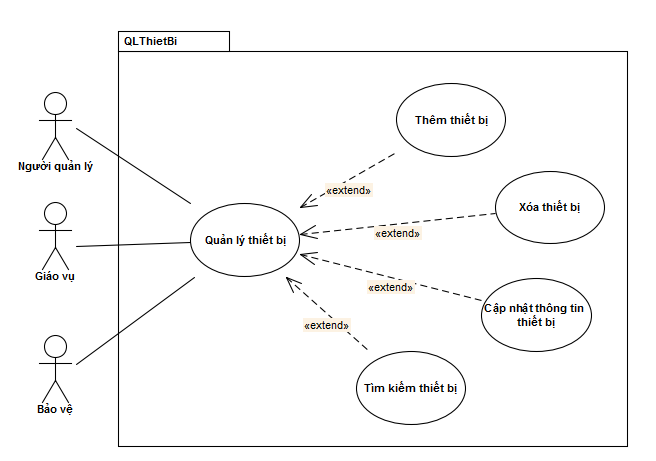 QLThietBi
Thêm thiết bị
Người quản lý
«extend»
Xóa thiết bị
Quản lý thiết bị
«extend»
Giáo vụ
«extend»
Cập nhật thông tin
thiết bị
«extend»
Tìm kiếm thiết bị
Bảo vệ